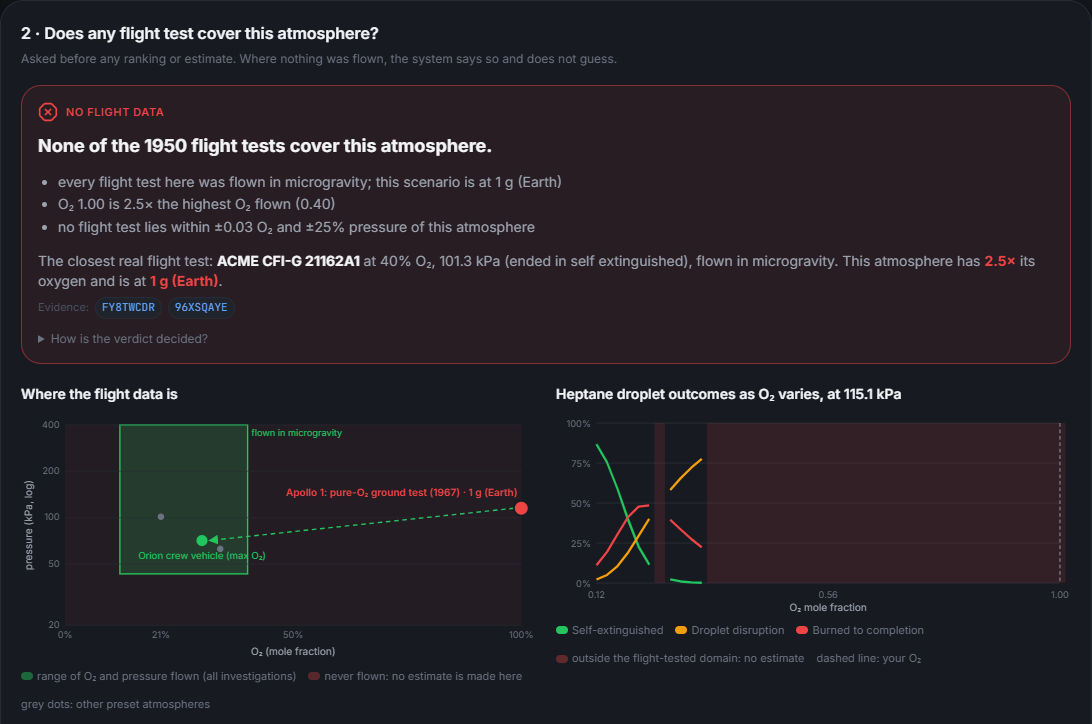 2 · Does any flight test cover this atmosphere?
Asked before any ranking or estimate. Where nothing was flown, the system says so and does not guess.
NO FLIGHT DATA
None of the 1950 flight tests cover this atmosphere.
• every flight test here was flown in microgravity; this scenario is at 1 g (Earth)
• O₂ 1.00 is 2.5× the highest O₂ flown (0.40)
• no flight test lies within ±0.03 O₂ and ±25% pressure of this atmosphere
The closest real flight test: ACME CFI-G 21162A1 at 40% O₂, 101.3 kPa (ended in self extinguished), flown in microgravity. This atmosphere has 2.5× its
oxygen and is at 1 g (Earth).
Evidence: FY8TWCDR 96XSQAYE
▶ How is the verdict decided?
Where the flight data is
400
200
100
50
20
pressure (kPa, log)
flown in microgravity
Apollo 1: pure-O₂ ground test (1967) · 1 g (Earth)
Orion crew vehicle (max O₂)
0% 21% 50% 100%
O₂ (mole fraction)
range of O₂ and pressure flown (all investigations) never flown: no estimate is made here
grey dots: other preset atmospheres
Heptane droplet outcomes as O₂ varies, at 115.1 kPa
100%
75%
50%
25%
0%
0.12 0.56 1.00
O₂ mole fraction
Self-extinguished Droplet disruption Burned to completion
outside the flight-tested domain: no estimate dashed line: your O₂